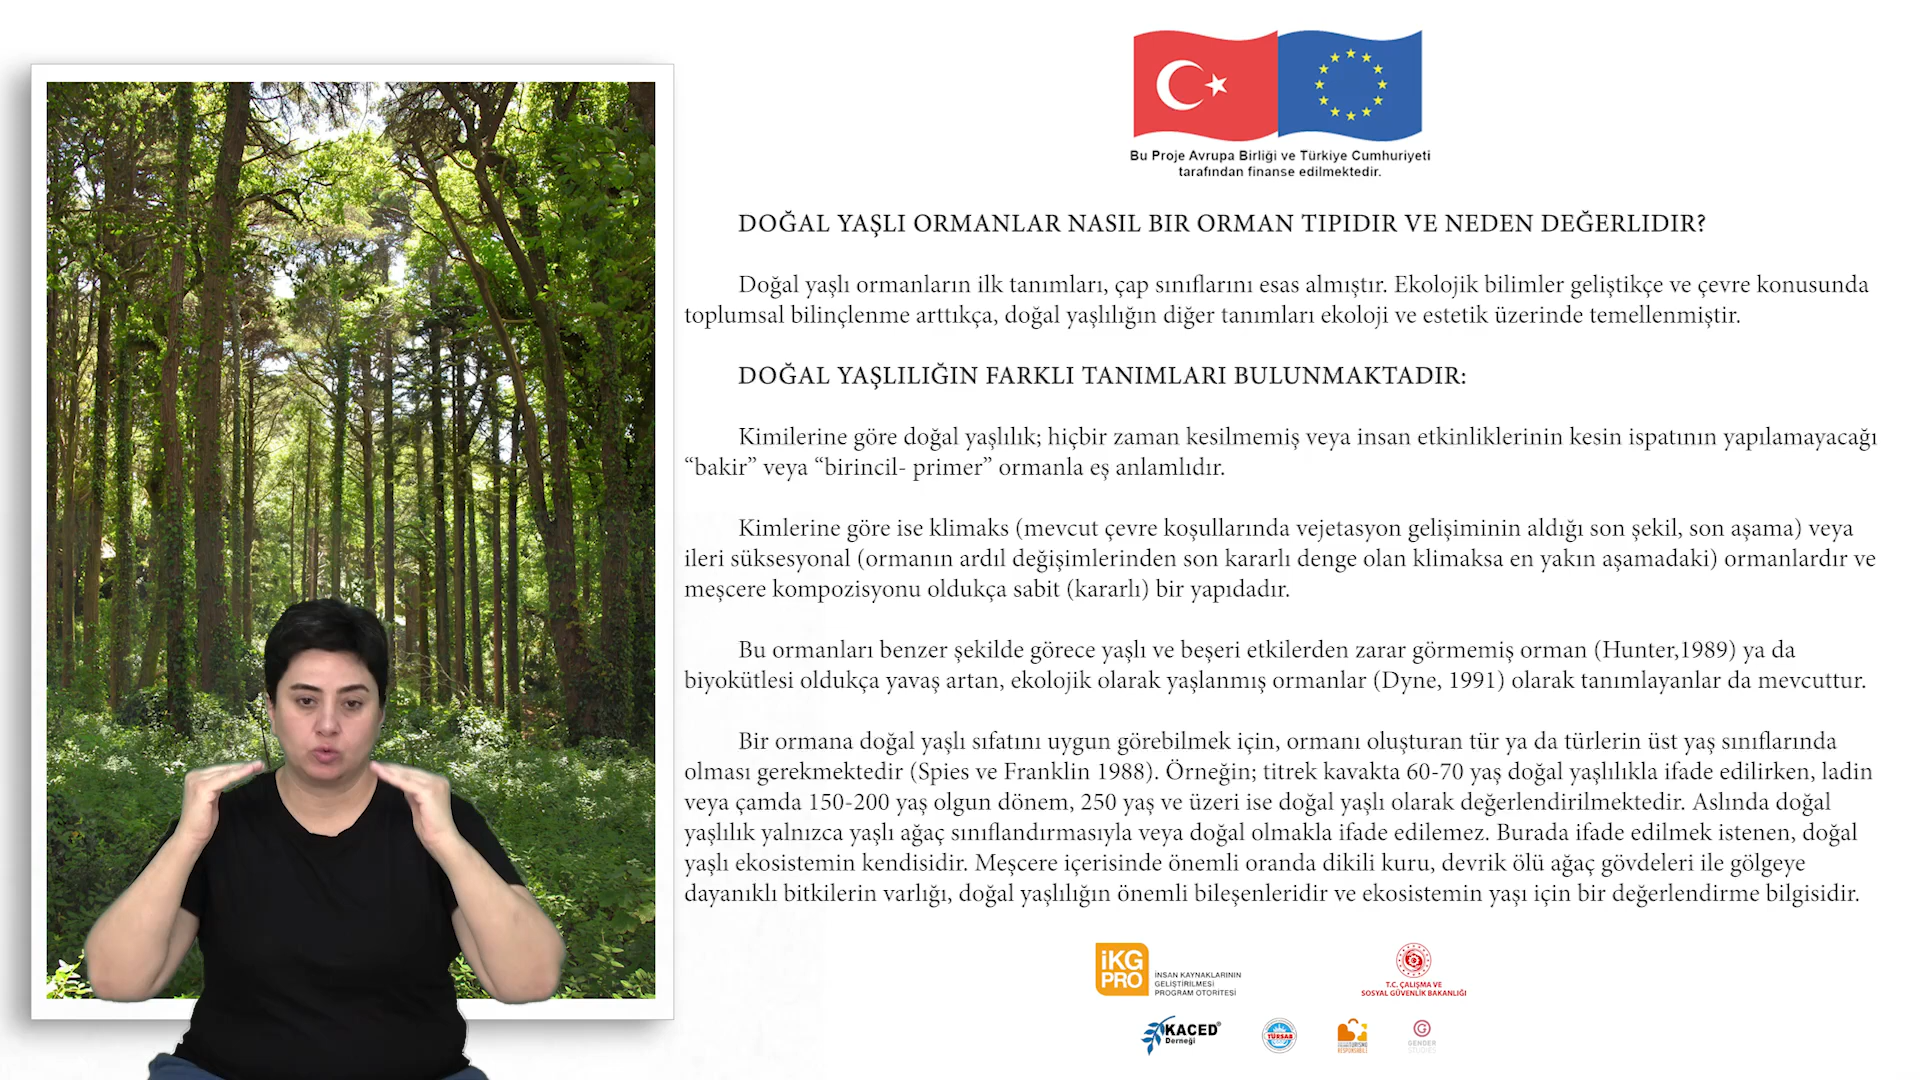 Bu Proje Avrupa Birliği ve Türkiye Cumhuriyeti
tarafından finanse edilmektedir.
DOĞAL YAŞLI ORMANLAR NASIL BIR ORMAN TIPIDIR VE NEDEN DEĞERLIDIR?
Doğal yaşlı ormanların ilk tanımları, çap sınıflarını esas almıştır. Ekolojik bilimler geliştikçe ve çevre konusunda
toplumsal bilinçlenme arttıkça, doğal yaşlılığın diğer tanımları ekoloji ve estetik üzerinde temellenmiştir.
DOĞAL YAŞLILIĞIN FARKLI TANIMLARI BULUNMAKTADIR:
Kimilerine göre doğal yaşlılık; hiçbir zaman kesilmemiş veya insan etkinliklerinin kesin ispatının yapılamayacağı
“bakir” veya “birincil- primer” ormanla eş anlamlıdır.
Kimlerine göre ise klimaks (mevcut çevre koşullarında vejetasyon gelişiminin aldığı son şekil, son aşama) veya
ileri süksesyonal (ormanın ardıl değişimlerinden son kararlı denge olan klimaksa en yakın aşamadaki) ormanlardır ve
meşcere kompozisyonu oldukça sabit (kararlı) bir yapıdadır.
Bu ormanları benzer şekilde görece yaşlı ve beşeri etkilerden zarar görmemiş orman (Hunter,1989) ya da
biyokütlesi oldukça yavaş artan, ekolojik olarak yaşlanmış ormanlar (Dyne, 1991) olarak tanımlayanlar da mevcuttur.
Bir ormana doğal yaşlı sıfatını uygun görebilmek için, ormanı oluşturan tür ya da türlerin üst yaş sınıflarında
olması gerekmektedir (Spies ve Franklin 1988). Örneğin; titrek kavakta 60-70 yaş doğal yaşlılıkla ifade edilirken, ladin
veya çamda 150-200 yaş olgun dönem, 250 yaş ve üzeri ise doğal yaşlı olarak değerlendirilmektedir. Aslında doğal
yaşlılık yalnızca yaşlı ağaç sınıflandırmasıyla veya doğal olmakla ifade edilemez. Burada ifade edilmek istenen, doğal
yaşlı ekosistemin kendisidir. Meşcere içerisinde önemli oranda dikili kuru, devrik ölü ağaç gövdeleri ile gölgeye
dayanıklı bitkilerin varlığı, doğal yaşlılığın önemli bileşenleridir ve ekosistemin yaşı için bir değerlendirme bilgisidir.
iKG
PRO
İNSAN KAYNAKLARININ
GELİŞTİRİLMESİ
PROGRAM OTORİTESİ
T.C. ÇALIŞMA VE
SOSYAL GÜVENLİK BAKANLIĞI
KACED®
Derneği
TÜRSAB
TURISMO
RESPONSABILE
GENDER
STUDIES